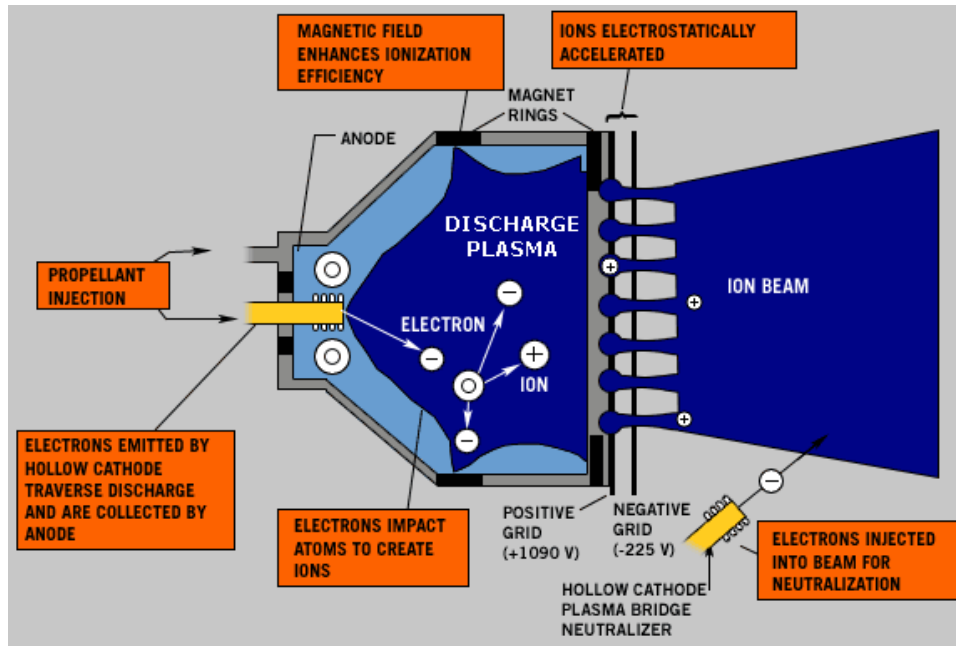 MAGNETIC FIELD
ENHANCES IONIZATION
EFFICIENCY
IONS ELECTROSTATICALLY
ACCELERATED
MAGNET
RINGS
ANODE
DISCHARGE
PLASMA
PROPELLANT
INJECTION
ION BEAM
ELECTRON
ION
ELECTRONS EMITTED BY
HOLLOW CATHODE
TRAVERSE DISCHARGE
AND ARE COLLECTED BY
ANODE
ELECTRONS IMPACT
ATOMS TO CREATE
IONS
POSITIVE
GRID
(+1090 V)
NEGATIVE
GRID
(-225 V)
ELECTRONS INJECTED
INTO BEAM FOR
NEUTRALIZATION
HOLLOW CATHODE
PLASMA BRIDGE
NEUTRALIZER